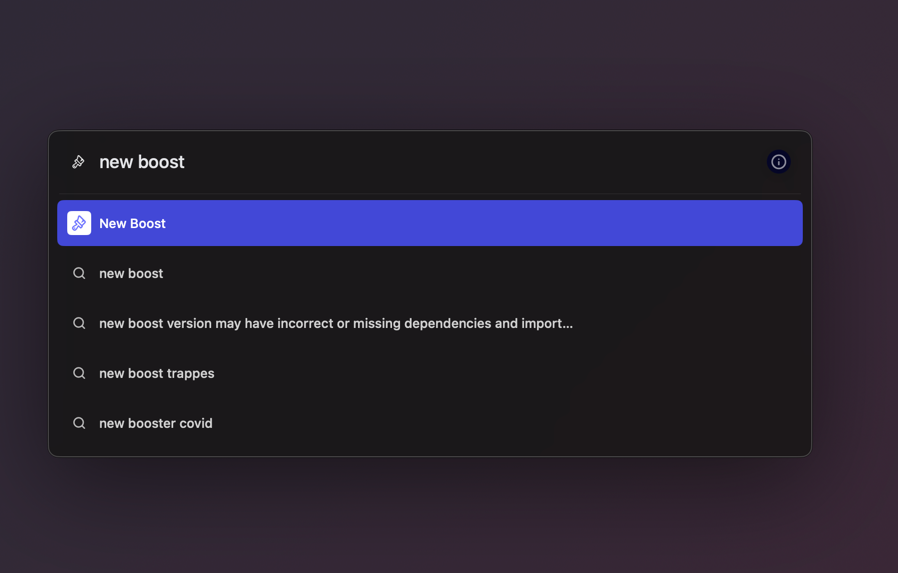 new boost
New Boost
new boost
new boost version may have incorrect or missing dependencies and import...
new boost trappes
new booster covid